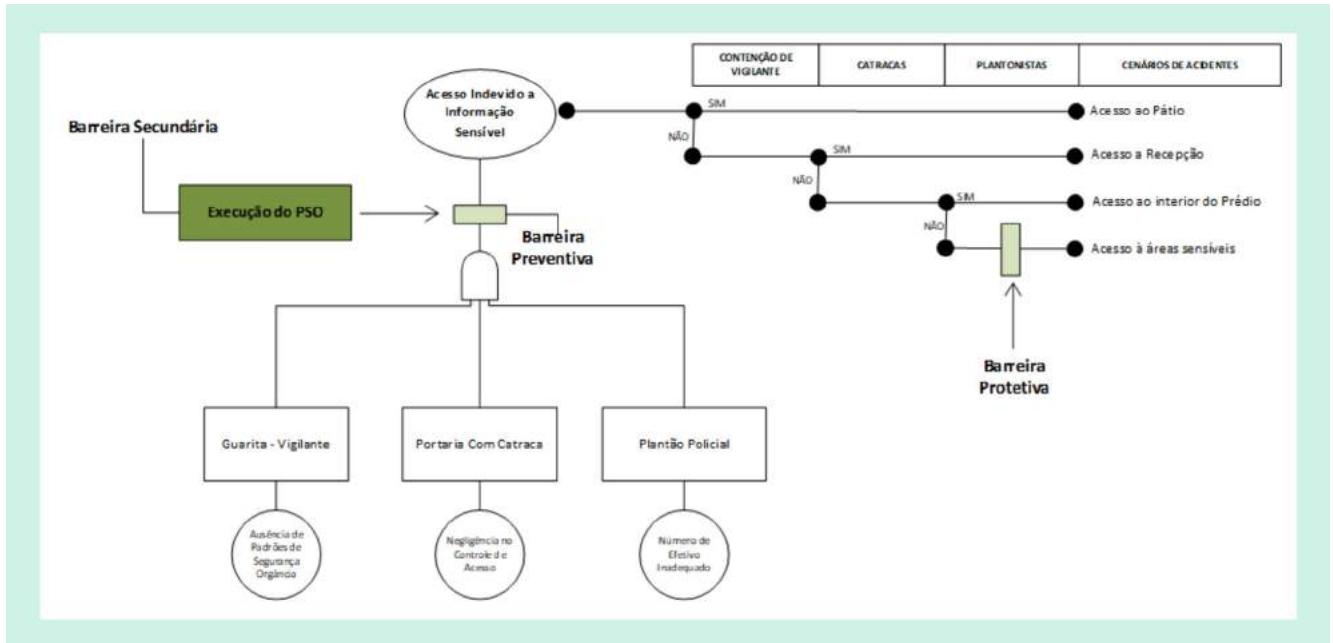 CONTENÇÃO DE
VIGILANTE
CATRACAS
PLANTONISTAS
CENÁRIOS DE ACIDENTES
Acesso Indevido a
Informação
Sensível
SIM
Acesso ao Pátio
Barreira Secundária
NÃO
SIM
Acesso a Recepção
NÃO
SIM
Acesso ao interior do Prédio
Execução do PSO
NÃO
Barreira
Preventiva
Acesso à áreas sensíveis
Barreira
Protetiva
Guarita - Vigilante
Portaria Com Catraca
Plantão Policial
Ausência de
Padrões de
Segurança
Orgância
Negligência no
Controle de
Acesso
Número de
Efetivo
Inadequado